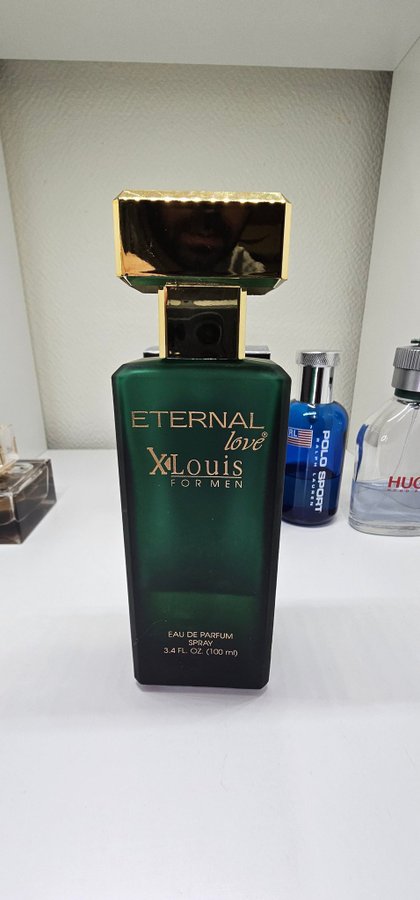 ETERNAL
love®
XLouis
FOR MEN
EAU DE PARFUM
SPRAY
3.4 FL. OZ. (100 ml)
POLO SPORT
RALPH LAUREN
RL
HUG